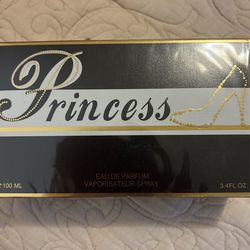 Princess
EAU DE PARFUM
VAPORISATEUR SPRAY
100 ML
3.4FL.OZ.